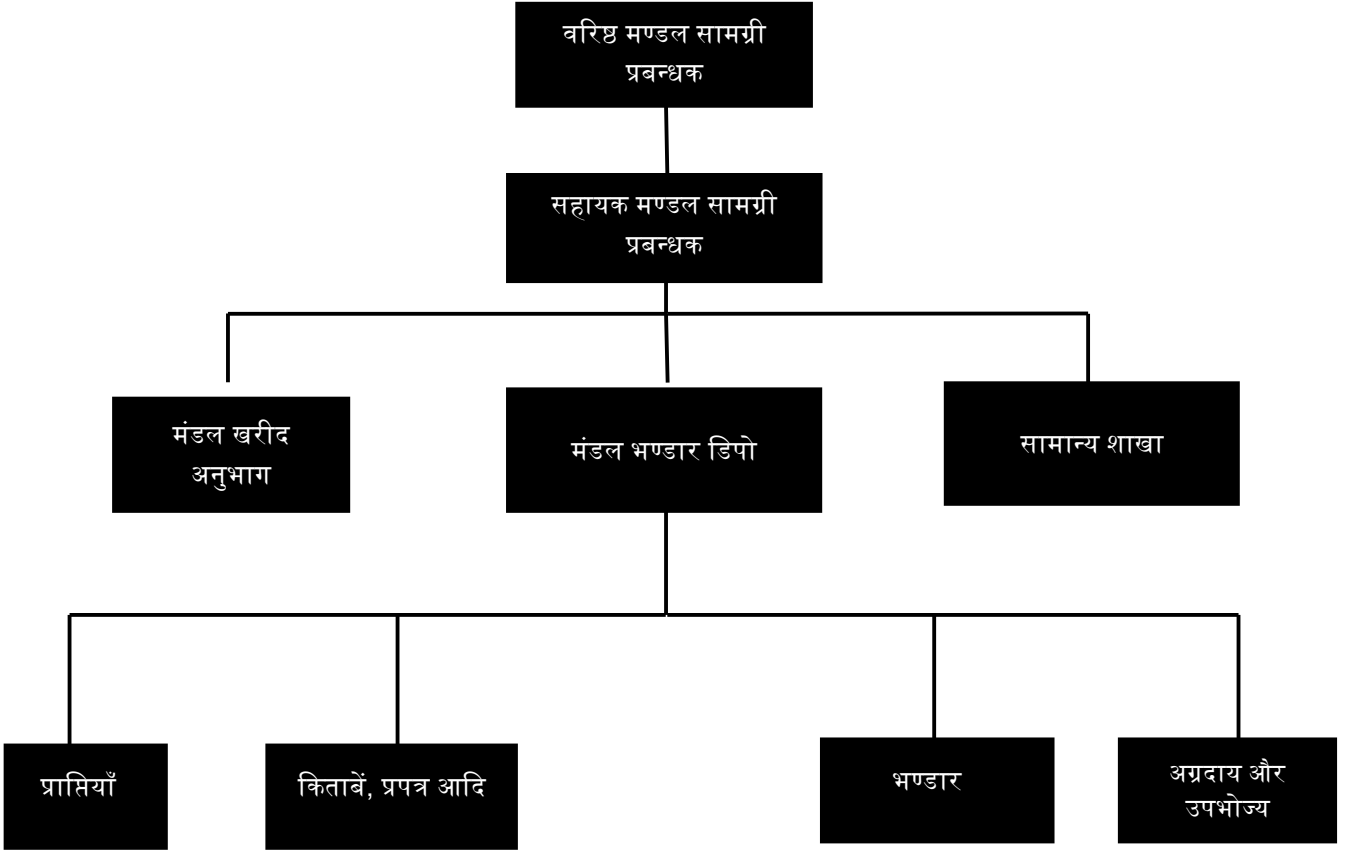 वरिष्ठ मण्डल सामग्री
प्रबन्धक
सहायक मण्डल सामग्री
प्रबन्धक
मंडल खरीद
अनुभाग
मंडल भण्डार डिपो
सामान्य शाखा
प्राप्तियाँ
किताबें, प्रपत्र आदि
भण्डार
अग्रदाय और
उपभोज्य